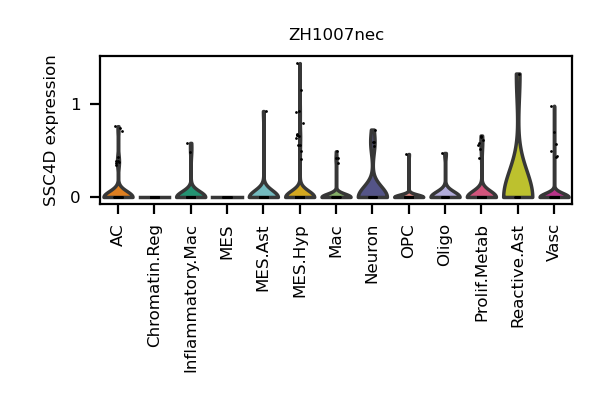 ZH1007nec
SSC4D expression
1
0
AC
Chromatin.Reg
Inflammatory.Mac
MES
MES.Ast
MES.Hyp
Mac
Neuron
OPC
Oligo
Prolif.Metab
Reactive.Ast
Vasc